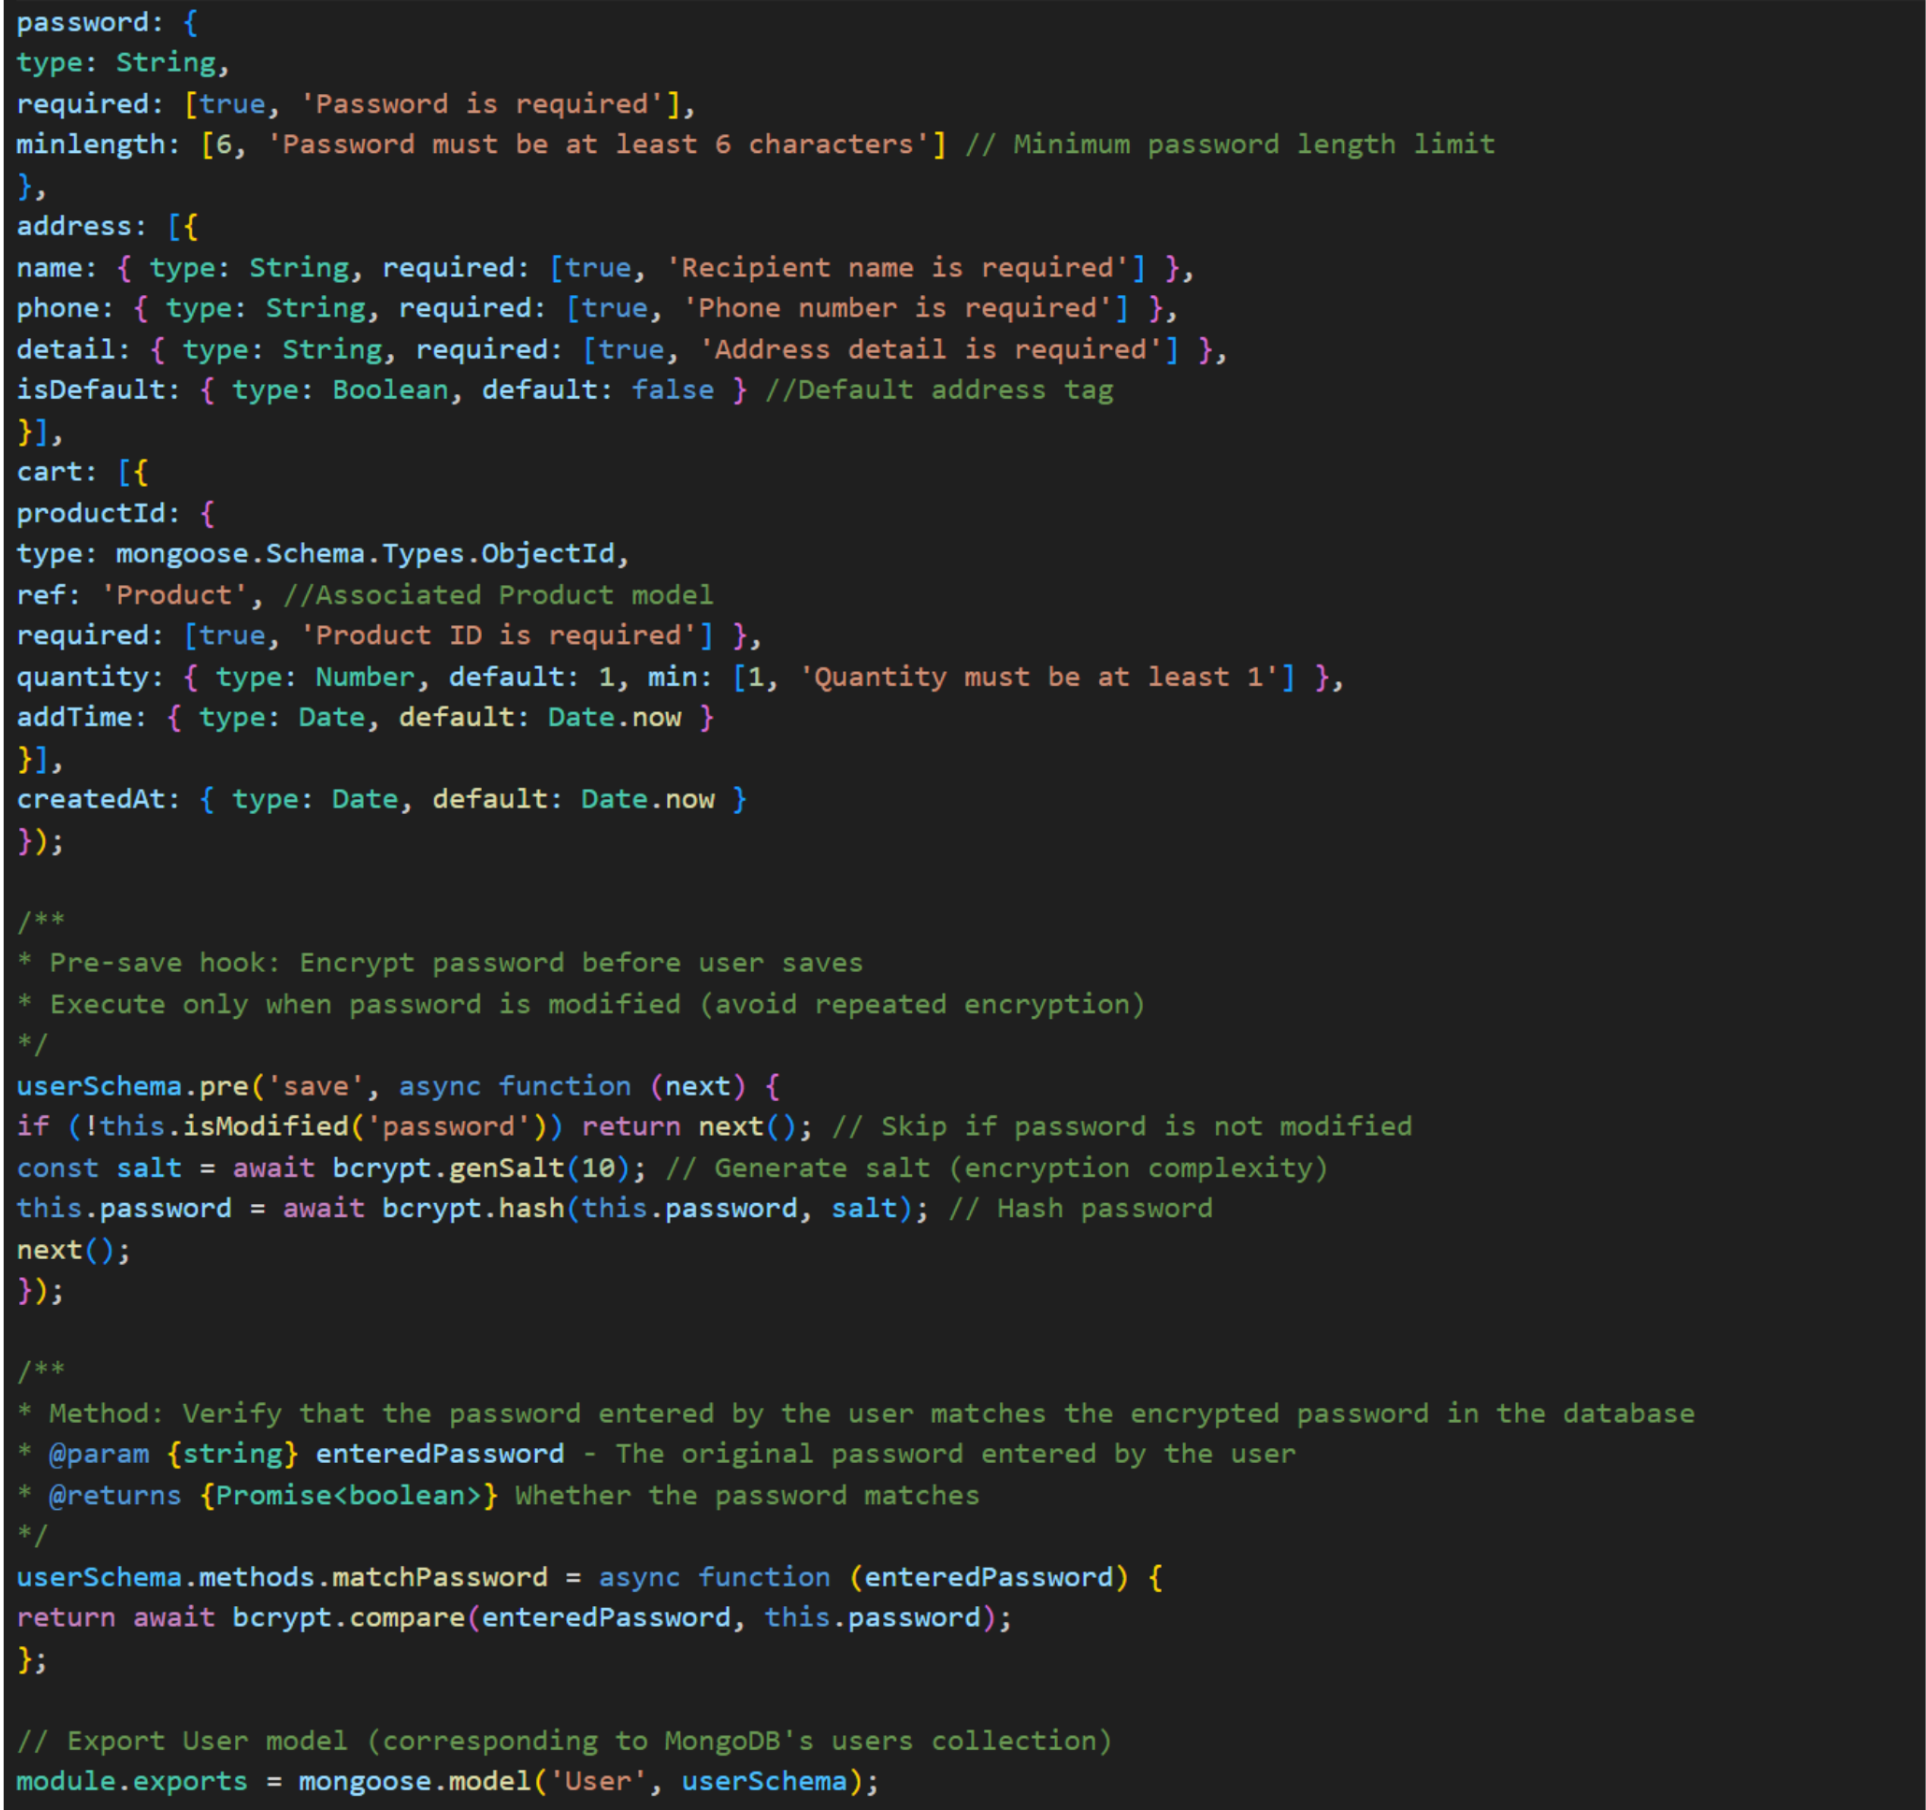 password: {
type: String,
required: [true, 'Password is required'],
minlength: [6, 'Password must be at least 6 characters'] // Minimum password length limit
},
address: [{
name: { type: String, required: [true, 'Recipient name is required'] },
phone: { type: String, required: [true, 'Phone number is required'] },
detail: { type: String, required: [true, 'Address detail is required'] },
isDefault: { type: Boolean, default: false } //Default address tag
}],
cart: [{
productId: {
type: mongoose.Schema.Types.ObjectId,
ref: 'Product', //Associated Product model
required: [true, 'Product ID is required'] },
quantity: { type: Number, default: 1, min: [1, 'Quantity must be at least 1'] },
addTime: { type: Date, default: Date.now }
}],
createdAt: { type: Date, default: Date.now }
});

/**
* Pre-save hook: Encrypt password before user saves
* Execute only when password is modified (avoid repeated encryption)
*/
userSchema.pre('save', async function (next) {
if (!this.isModified('password')) return next(); // Skip if password is not modified
const salt = await bcrypt.genSalt(10); // Generate salt (encryption complexity)
this.password = await bcrypt.hash(this.password, salt); // Hash password
next();
});

/**
* Method: Verify that the password entered by the user matches the encrypted password in the database
* @param {string} enteredPassword - The original password entered by the user
* @returns {Promise<boolean>} Whether the password matches
*/
userSchema.methods.matchPassword = async function (enteredPassword) {
return await bcrypt.compare(enteredPassword, this.password);
};

// Export User model (corresponding to MongoDB's users collection)
module.exports = mongoose.model('User', userSchema);